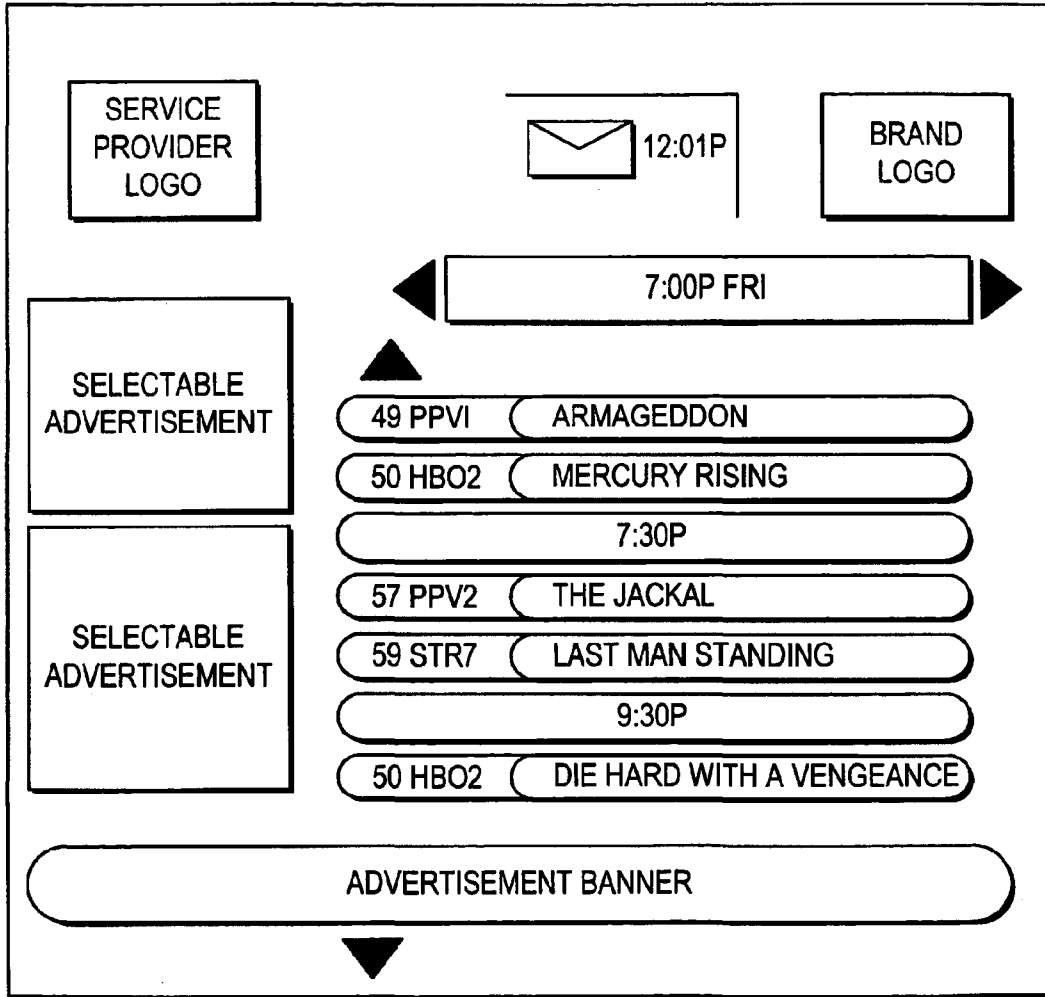 SERVICE
PROVIDER
LOGO
12:01P
BRAND
LOGO
7:00P FRI
SELECTABLE
ADVERTISEMENT
49 PPVI ARMAGEDDON
50 HBO2 MERCURY RISING
7:30P
57 PPV2 THE JACKAL
SELECTABLE
ADVERTISEMENT
59 STR7 LAST MAN STANDING
9:30P
50 HBO2 DIE HARD WITH A VENGEANCE
ADVERTISEMENT BANNER